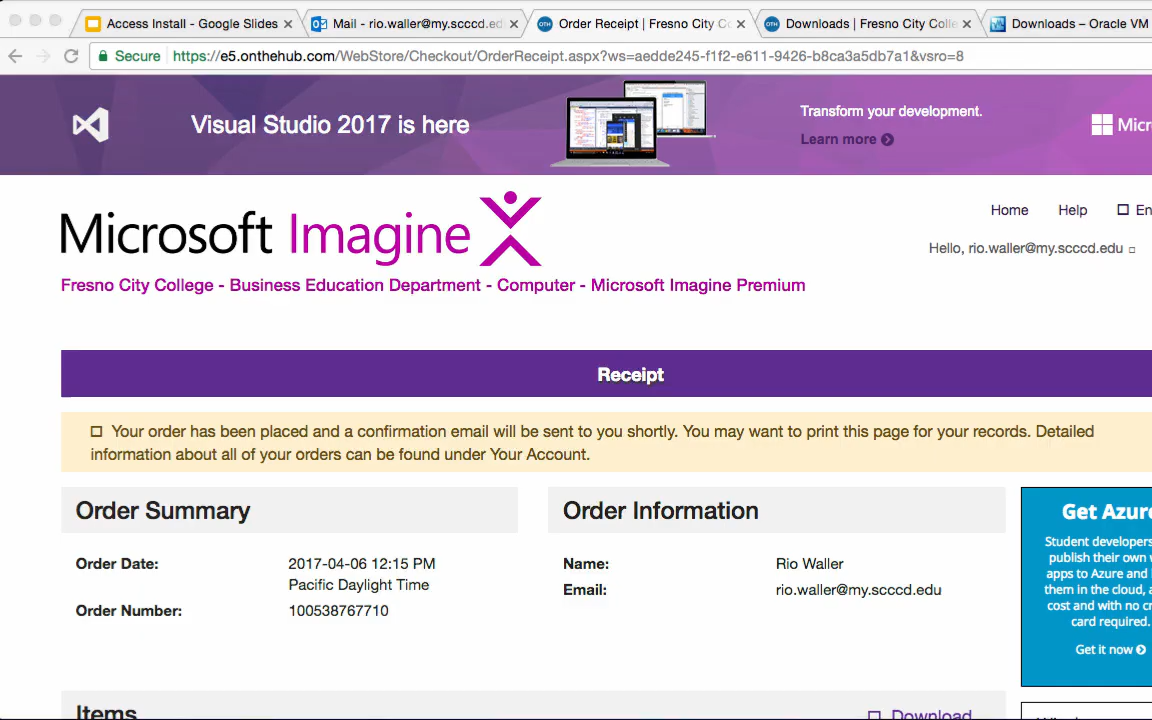 Access Install - Google Slides
Mail - rio.waller@my.scccd.ed
Order Receipt | Fresno City C
Downloads | Fresno City Colle
Downloads – Oracle VM
Secure https://e5.onthehub.com/WebStore/Checkout/OrderReceipt.aspx?ws=aedde245-f1f2-e611-9426-b8ca3a5db7a1&vsro=8
Visual Studio 2017 is here
Transform your development.
Learn more
Micr
Microsoft Imagine
Home Help En
Hello, rio.waller@my.scccd.edu
Fresno City College - Business Education Department - Computer - Microsoft Imagine Premium
Receipt
Your order has been placed and a confirmation email will be sent to you shortly. You may want to print this page for your records. Detailed
information about all of your orders can be found under Your Account.
Order Summary
Order Date: 2017-04-06 12:15 PM
Pacific Daylight Time
Order Number: 100538767710
Order Information
Name: Rio Waller
Email: rio.waller@my.scccd.edu
Get Azure
Student developers
publish their own
apps to Azure and
them in the cloud, a
cost and with no cr
card required.
Get it now
Items
Download